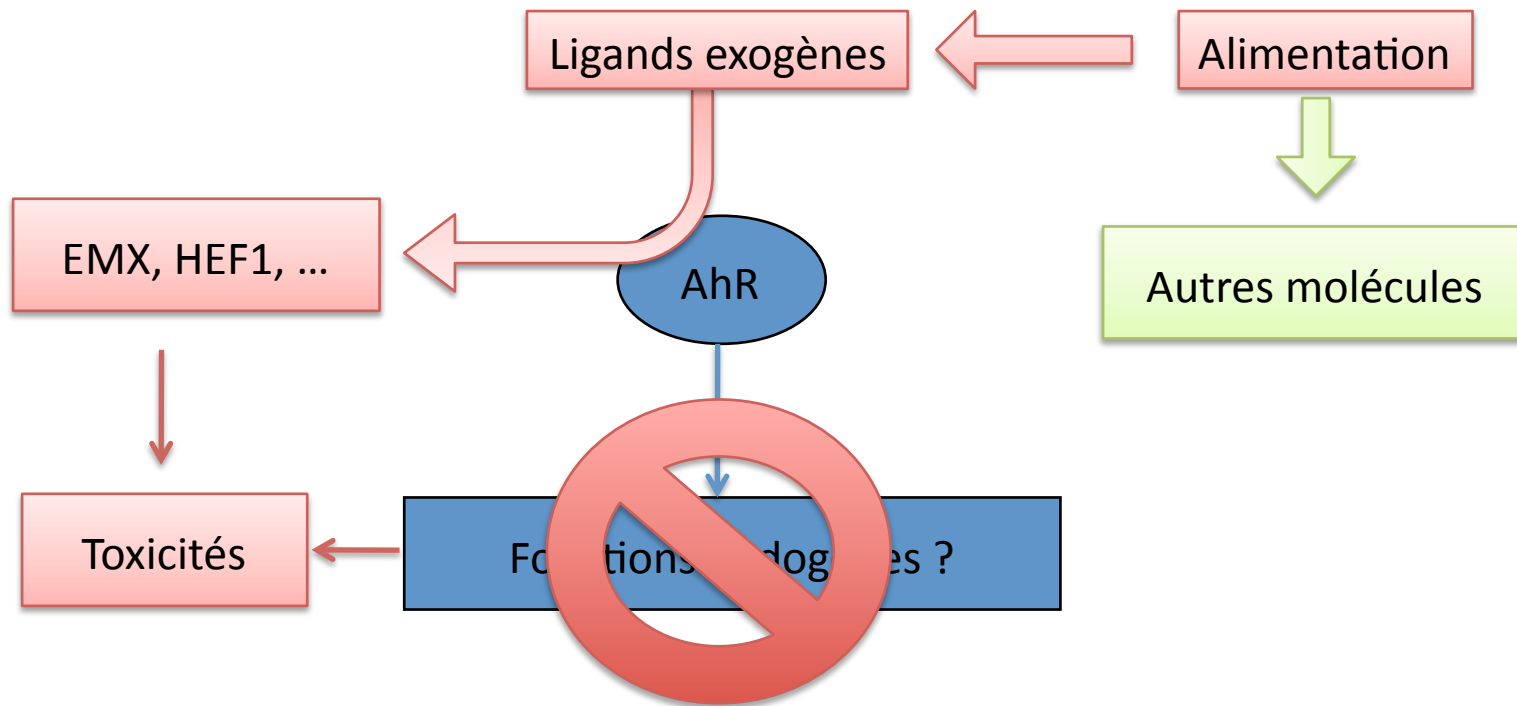 Ligands exogènes
Alimentation
EMX, HEF1, …
AhR
Autres molécules
Toxicités
?